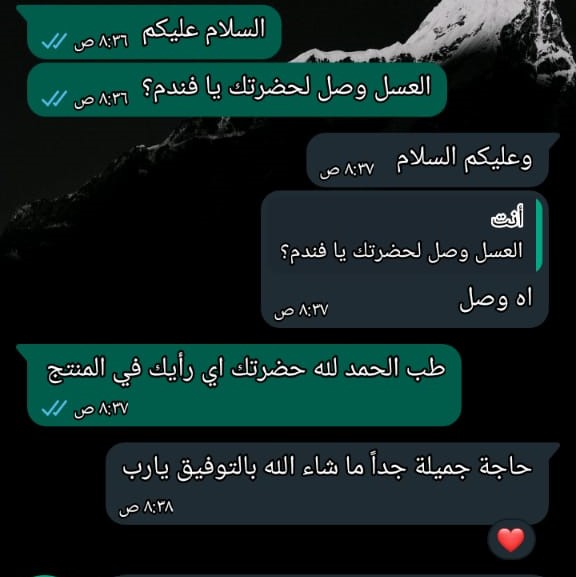 السلام عليكم
٨:٣٦ ص
العسل وصل لحضرتك يا فندم؟
٨:٣٦ ص
وعليكم السلام
٨:٣٧ ص
أنت
العسل وصل لحضرتك يا فندم؟
اه وصل
٨:٣٧ ص
طب الحمد لله حضرتك اي رأيك في المنتج
٨:٣٧ ص
حاجة جميلة جداً ما شاء الله بالتوفيق يارب
٨:٣٨ ص